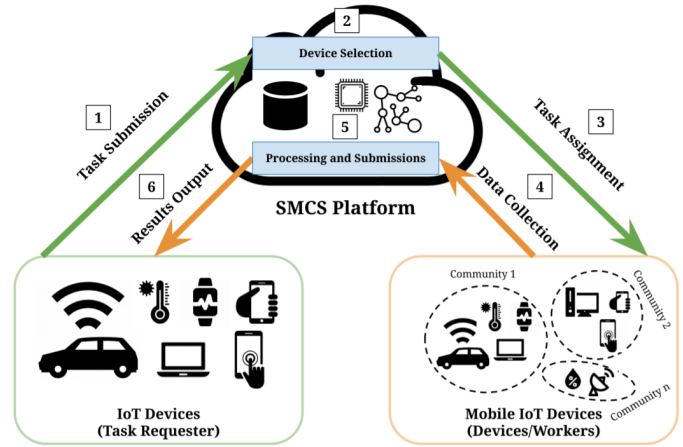 2
Device Selection
1
Task Submission
3
Task Assignment
5
Processing and Submissions
6
Results Output
4
Data Collection
SMCS Platform
IoT Devices
(Task Requester)
Community 1
Community 2
%
Community n
Mobile IoT Devices
(Devices/Workers)